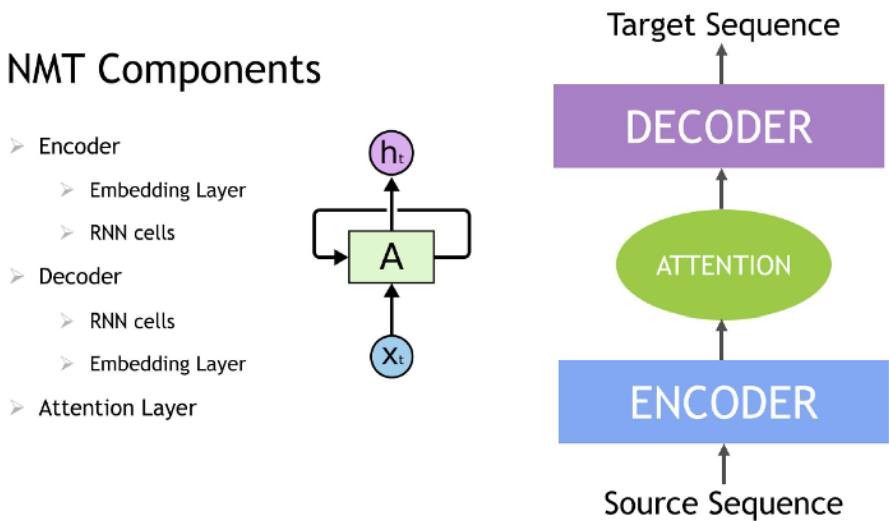 NMT Components
Encoder
Embedding Layer
RNN cells
Decoder
RNN cells
Embedding Layer
Attention Layer
hₜ
A
xₜ
Target Sequence
DECODER
ATTENTION
ENCODER
Source Sequence